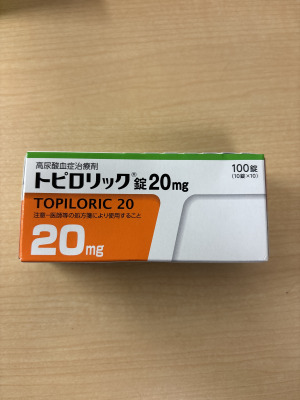 高尿酸血症治療剤
トピロリック®錠20mg
100錠
(10錠×10)
TOPILORIC 20
注意−医師等の処方箋により使用すること
20mg